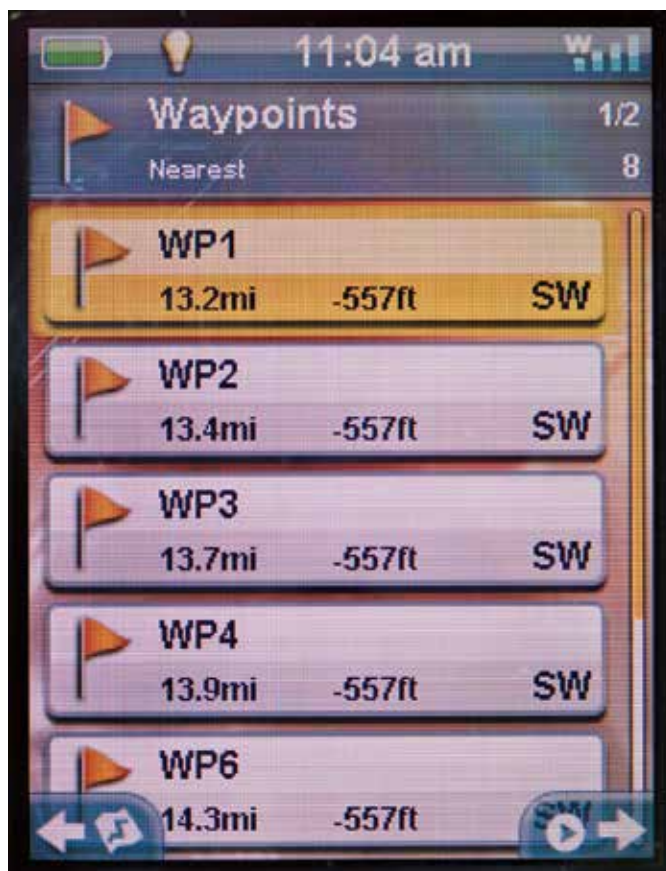 11:04 am W
Waypoints 1/2
Nearest 8
WP1
13.2mi -557ft SW
WP2
13.4mi -557ft SW
WP3
13.7mi -557ft SW
WP4
13.9mi -557ft SW
WP6
14.3mi -557ft SW